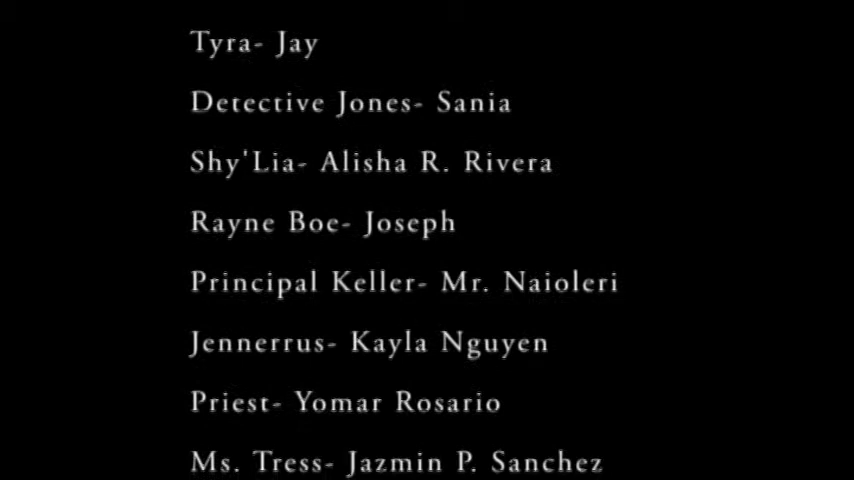 Tyra- Jay
Detective Jones- Sania
Shy'Lia- Alisha R. Rivera
Rayne Boe- Joseph
Principal Keller- Mr. Naioleri
Jennerrus- Kayla Nguyen
Priest- Yomar Rosario
Ms. Tress- Jazmin P. Sanchez